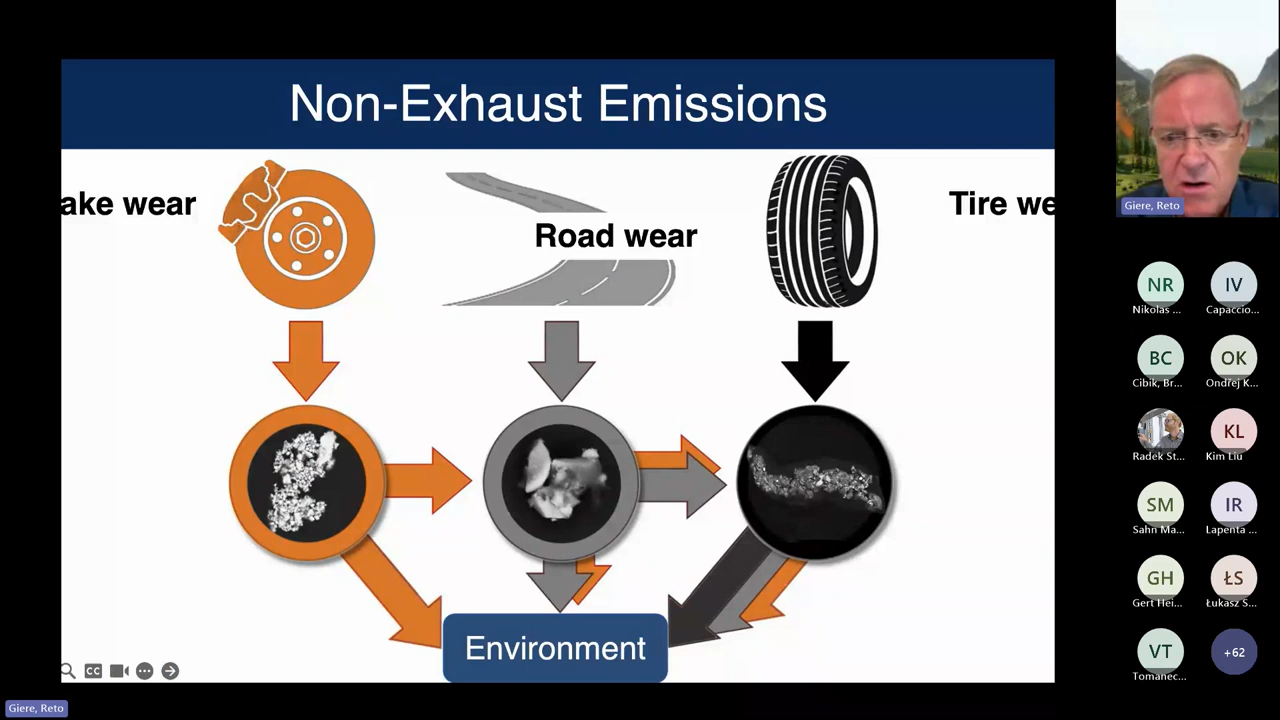 Non-Exhaust Emissions
ake wear
Road wear
Tire we
Environment
CC
Giere, Reto
Giere, Reto
NR
Nikolas ...
IV
Capaccio...
BC
Cibik, Br...
OK
Ondřej K...
Radek St...
KL
Kim Liu
SM
Sahn Ma...
IR
Lapenta ...
GH
Gert Hei...
ŁS
Łukasz S...
VT
Tomanec...
+62